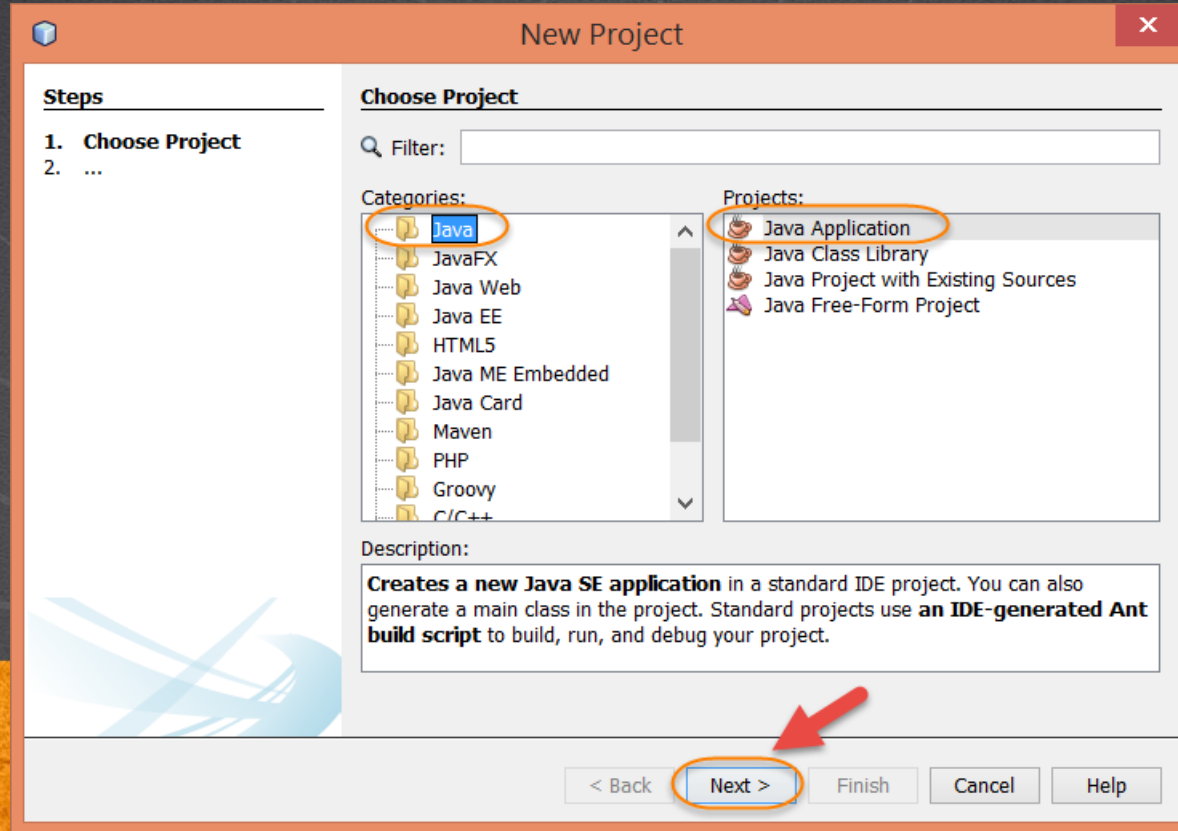 New Project
Steps
1. Choose Project
2. ...
Choose Project
Filter:
Categories:
Java
JavaFX
Java Web
Java EE
HTML5
Java ME Embedded
Java Card
Maven
PHP
Groovy
C/C++
Projects:
Java Application
Java Class Library
Java Project with Existing Sources
Java Free-Form Project
Description:
Creates a new Java SE application in a standard IDE project. You can also
generate a main class in the project. Standard projects use an IDE-generated Ant
build script to build, run, and debug your project.
< Back Next > Finish Cancel Help